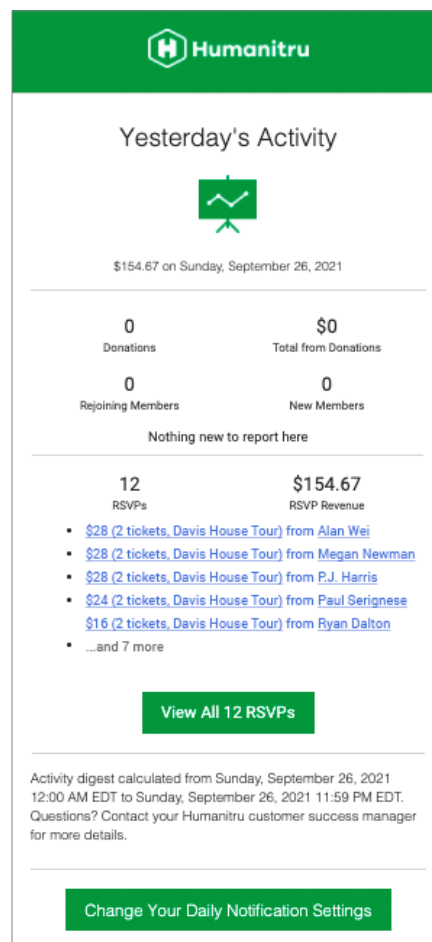 Humanitru
Yesterday's Activity
$154.67 on Sunday, September 26, 2021
0 $0
Donations Total from Donations
0 0
Rejoining Members New Members
Nothing new to report here
12 $154.67
RSVPs RSVP Revenue
• $28 (2 tickets, Davis House Tour) from Alan Wei
• $28 (2 tickets, Davis House Tour) from Megan Newman
• $28 (2 tickets, Davis House Tour) from P.J. Harris
• $24 (2 tickets, Davis House Tour) from Paul Serignese
$16 (2 tickets, Davis House Tour) from Ryan Dalton
• ...and 7 more
View All 12 RSVPs
Activity digest calculated from Sunday, September 26, 2021
12:00 AM EDT to Sunday, September 26, 2021 11:59 PM EDT.
Questions? Contact your Humanitru customer success manager
for more details.
Change Your Daily Notification Settings